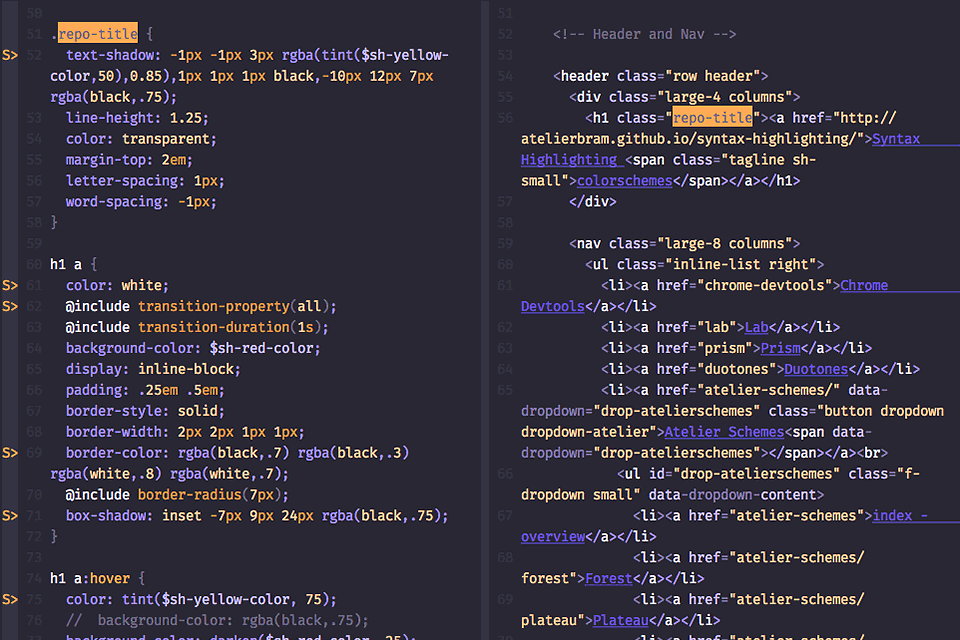 50
51 .repo-title {
S> 52 text-shadow: -1px -1px 3px rgba(tint($sh-yellow-
color,50),0.85),1px 1px 1px black,-10px 12px 7px
rgba(black,.75);
53 line-height: 1.25;
54 color: transparent;
55 margin-top: 2em;
56 letter-spacing: 1px;
57 word-spacing: -1px;
58 }
59
60 h1 a {
S> 61 color: white;
S> 62 @include transition-property(all);
63 @include transition-duration(1s);
64 background-color: $sh-red-color;
65 display: inline-block;
66 padding: .25em .5em;
67 border-style: solid;
68 border-width: 2px 2px 1px 1px;
S> 69 border-color: rgba(black,.7) rgba(black,.3)
rgba(white,.8) rgba(white,.7);
70 @include border-radius(7px);
S> 71 box-shadow: inset -7px 9px 24px rgba(black,.75);
72 }
73
74 h1 a:hover {
S> 75 color: tint($sh-yellow-color, 75);
76 // background-color: rgba(black,.75);
background-color: darken($sh-red-color, 25);
51
52 <!-- Header and Nav -->
53
54 <header class="row header">
55 <div class="large-4 columns">
56 <h1 class="repo-title"><a href="http://
atelierbram.github.io/syntax-highlighting/">Syntax
Highlighting <span class="tagline sh-
small">colorschemes</span></a></h1>
57 </div>
58
59 <nav class="large-8 columns">
60 <ul class="inline-list right">
61 <li><a href="chrome-devtools">Chrome
Devtools</a></li>
62 <li><a href="lab">Lab</a></li>
63 <li><a href="prism">Prism</a></li>
64 <li><a href="duotones">Duotones</a></li>
65 <li><a href="atelier-schemes/" data-
dropdown="drop-atelierschemes" class="button dropdown
dropdown-atelier">Atelier Schemes<span data-
dropdown="drop-atelierschemes"></span></a><br>
66 <ul id="drop-atelierschemes" class="f-
dropdown small" data-dropdown-content>
67 <li><a href="atelier-schemes">index -
overview</a></li>
68 <li><a href="atelier-schemes/
forest">Forest</a></li>
69 <li><a href="atelier-schemes/
plateau">Plateau</a></li>
<li><a href="atelier-schemes/